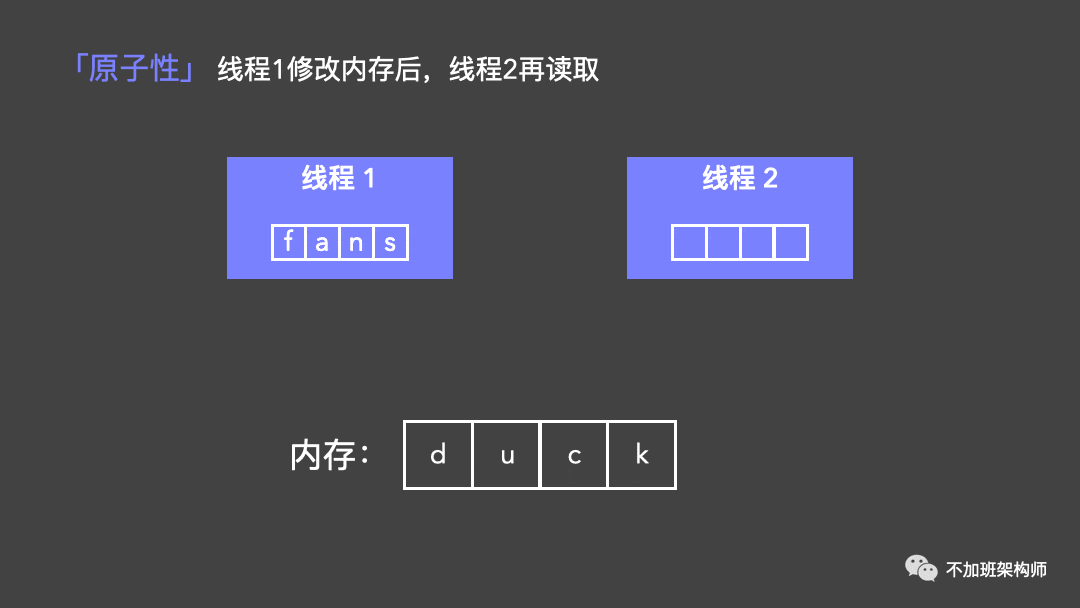 「原子性」 线程1修改内存后，线程2再读取
线程 1
线程 2
f a n s
内存： d u c k
不加班架构师